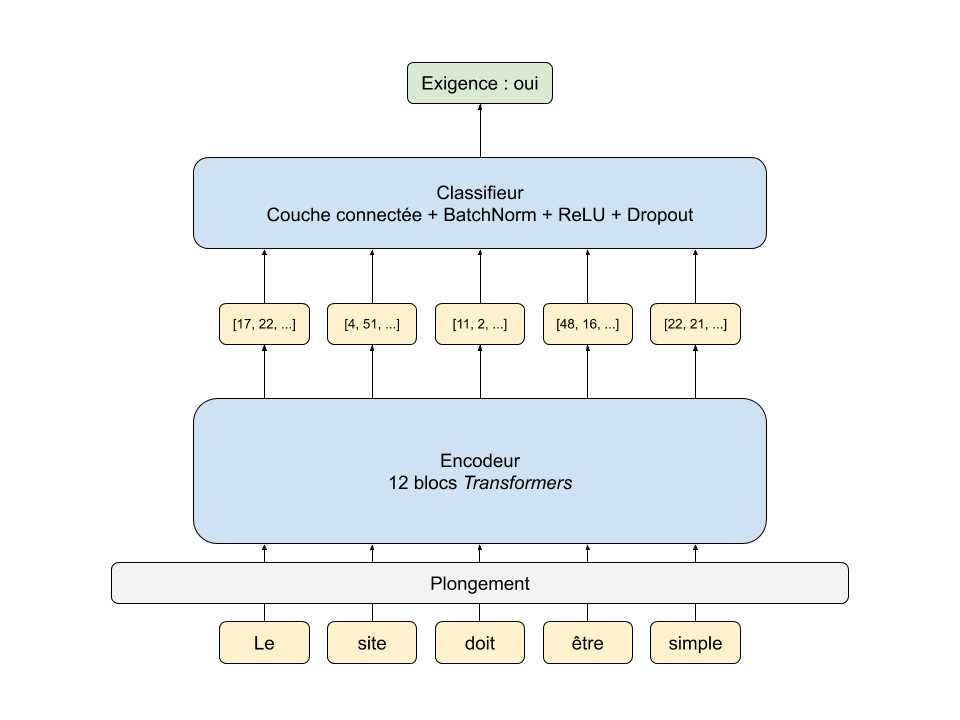 Exigence : oui
Classifieur
Couche connectée + BatchNorm + ReLU + Dropout
[17, 22, ...] [4, 51, ...] [11, 2, ...] [48, 16, ...] [22, 21, ...]
Encodeur
12 blocs Transformers
Plongement
Le site doit être simple